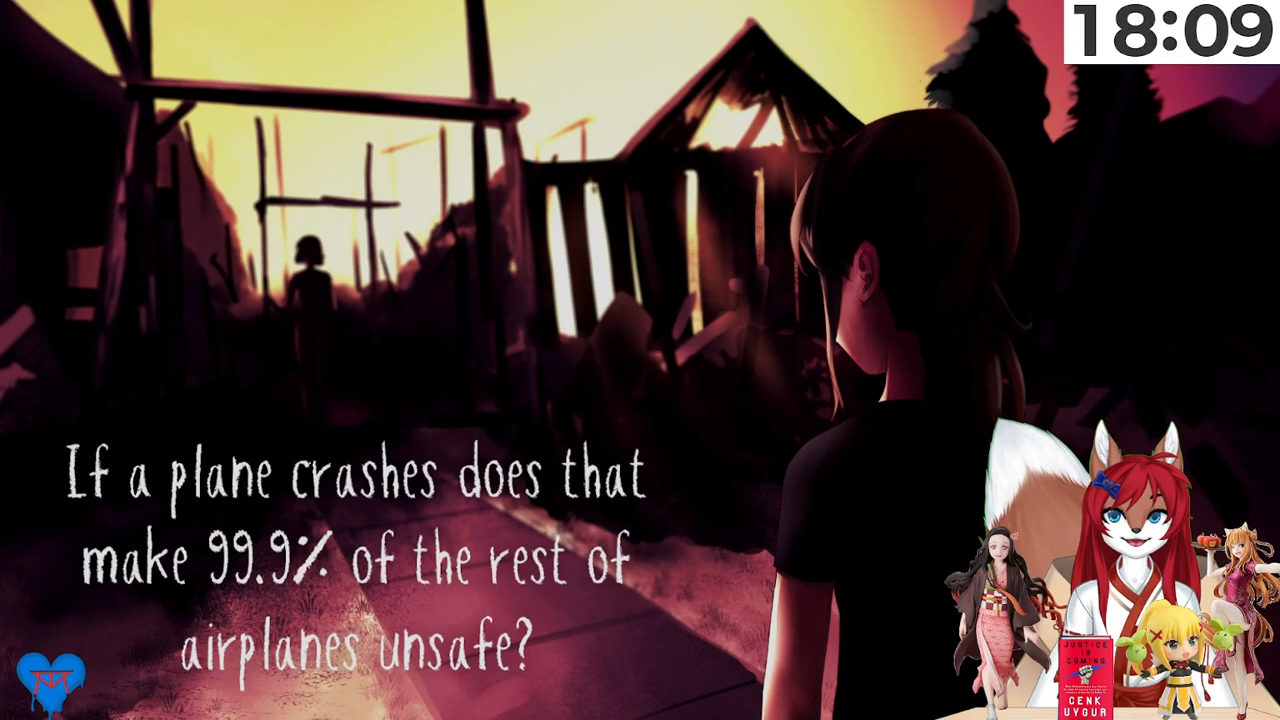 18:09
If a plane crashes does that
make 99.9% of the rest of
airplanes unsafe?
JUSTICE
IS
COMING
CENK
UYGUR